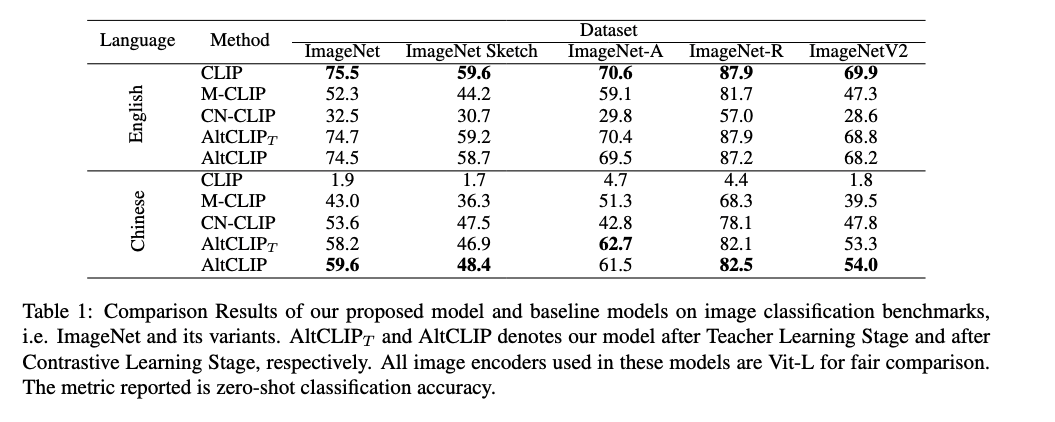 Language Method Dataset
ImageNet ImageNet Sketch ImageNet-A ImageNet-R ImageNetV2
English
CLIP 75.5 59.6 70.6 87.9 69.9
M-CLIP 52.3 44.2 59.1 81.7 47.3
CN-CLIP 32.5 30.7 29.8 57.0 28.6
AltCLIPT 74.7 59.2 70.4 87.9 68.8
AltCLIP 74.5 58.7 69.5 87.2 68.2
Chinese
CLIP 1.9 1.7 4.7 4.4 1.8
M-CLIP 43.0 36.3 51.3 68.3 39.5
CN-CLIP 53.6 47.5 42.8 78.1 47.8
AltCLIPT 58.2 46.9 62.7 82.1 53.3
AltCLIP 59.6 48.4 61.5 82.5 54.0
Table 1: Comparison Results of our proposed model and baseline models on image classification benchmarks,
i.e. ImageNet and its variants. AltCLIPT and AltCLIP denotes our model after Teacher Learning Stage and after
Contrastive Learning Stage, respectively. All image encoders used in these models are Vit-L for fair comparison.
The metric reported is zero-shot classification accuracy.